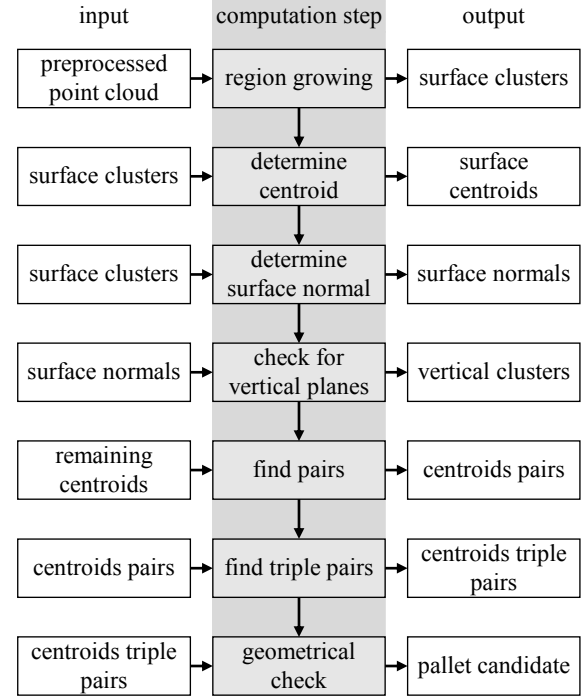 input
computation step
output
preprocessed
point cloud
region growing
surface clusters
surface clusters
determine
centroid
surface
centroids
surface clusters
determine
surface normal
surface normals
surface normals
check for
vertical planes
vertical clusters
remaining
centroids
find pairs
centroids pairs
centroids pairs
find triple pairs
centroids triple
pairs
centroids triple
pairs
geometrical
check
pallet candidate